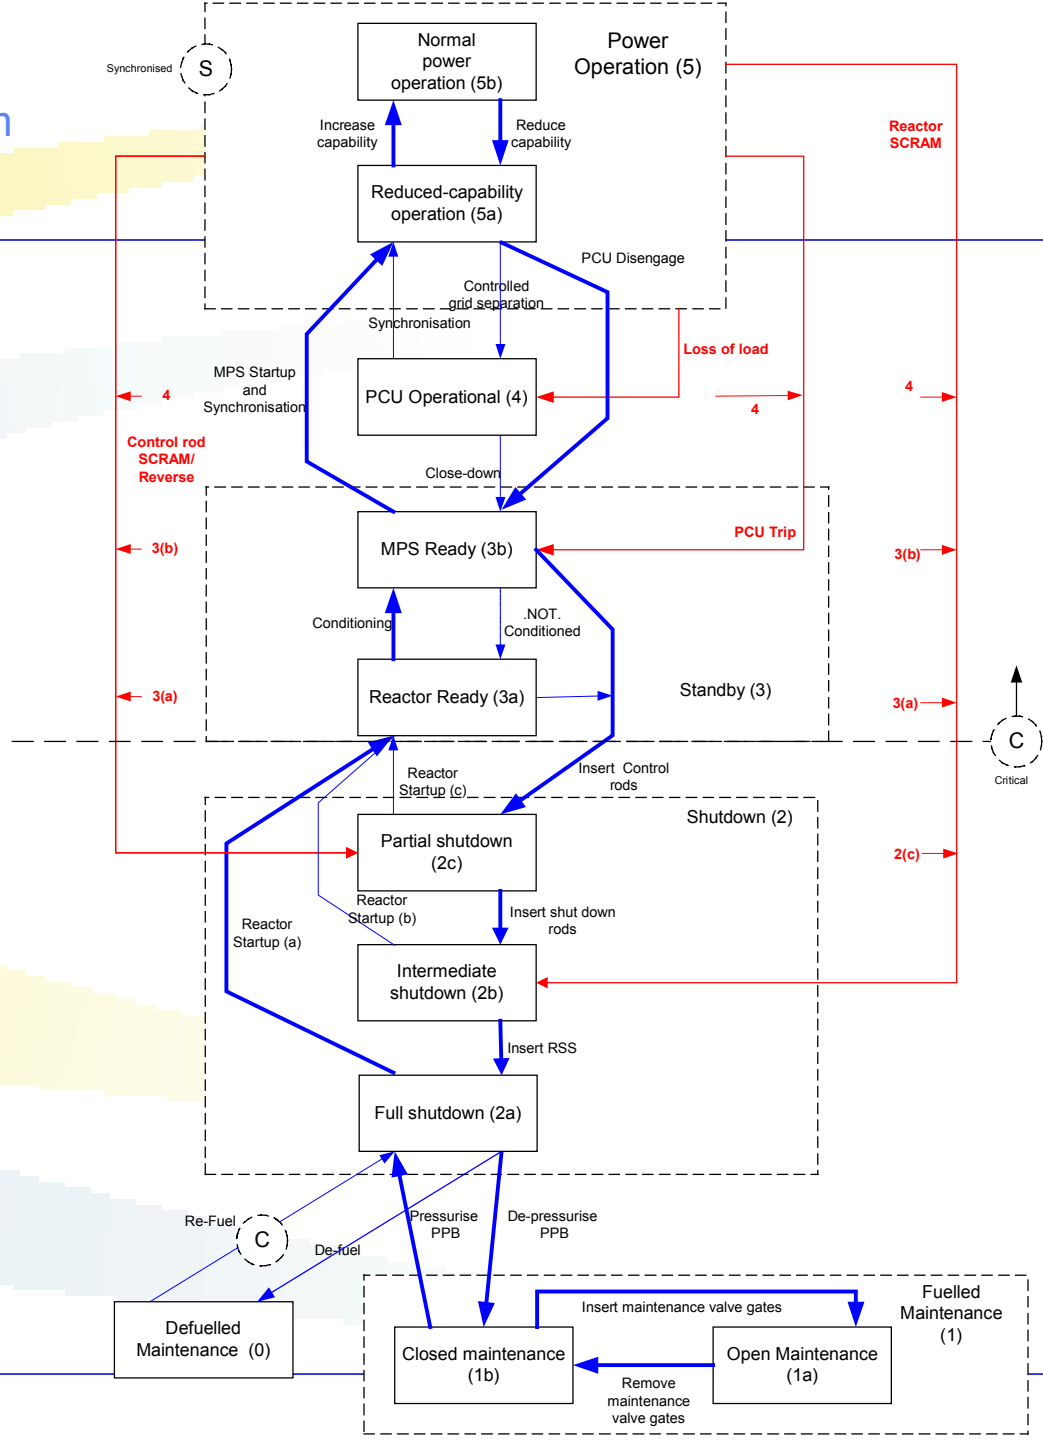 Normal
power
operation (5b)
Power
Operation (5)
Synchronised
S
n
Increase
capability
Reduce
capability
Reactor
SCRAM
Reduced-capability
operation (5a)
PCU Disengage
Controlled
grid separation
Synchronisation
Loss of load
MPS Startup
and
Synchronisation
PCU Operational (4)
4
4
4
Control rod
SCRAM/
Reverse
Close-down
PCU Trip
MPS Ready (3b)
3(b)
3(b)
Conditioning
.NOT.
Conditioned
Reactor Ready (3a)
Standby (3)
3(a)
3(a)
C
Critical
Reactor
Startup (c)
Insert Control
rods
Shutdown (2)
Partial shutdown
(2c)
2(c)
Reactor
Startup (b)
Reactor
Startup (a)
Insert shut down
rods
Intermediate
shutdown (2b)
Insert RSS
Full shutdown (2a)
Re-Fuel
C
De-fuel
Pressurise
PPB
De-pressurise
PPB
Defuelled
Maintenance (0)
Insert maintenance valve gates
Fuelled
Maintenance
(1)
Closed maintenance
(1b)
Open Maintenance
(1a)
Remove
maintenance
valve gates